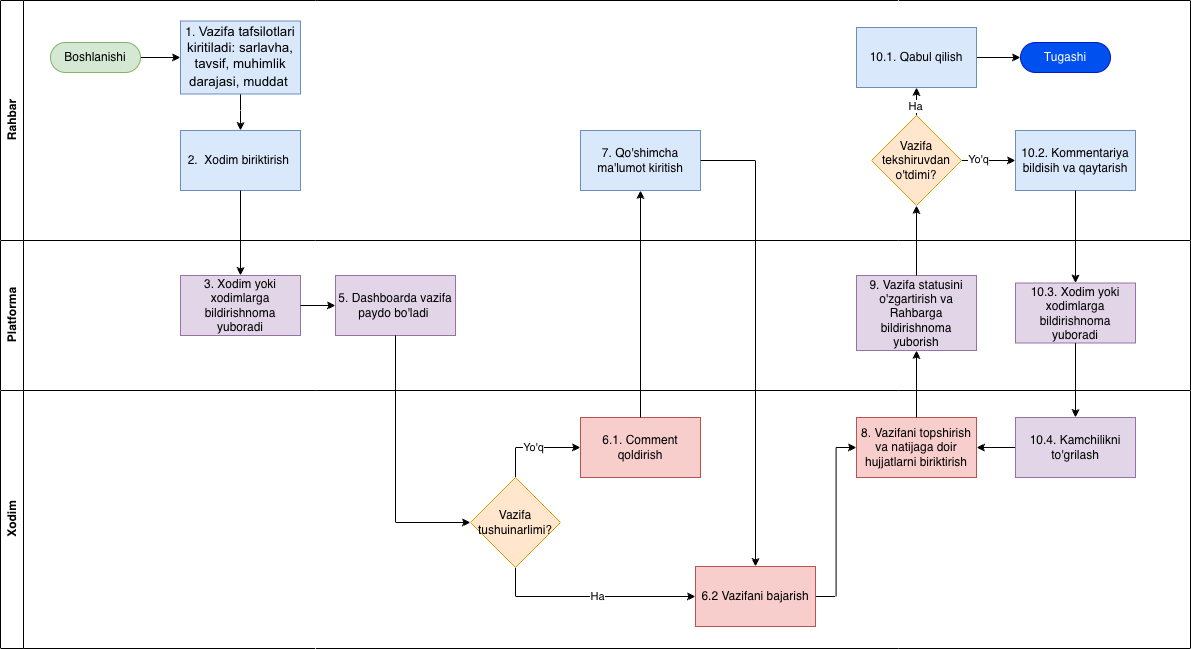 Rahbar
Boshlanishi
1. Vazifa tafsilotlari
kiritiladi: sarlavha,
tavsif, muhimlik
darajasi, muddat
2. Xodim biriktirish
7. Qo'shimcha
ma'lumot kiritish
10.1. Qabul qilish
Tugashi
Ha
Vazifa
tekshiruvdan
o'tdimi?
Yo'q
10.2. Kommentariya
bildisih va qaytarish
Platforma
3. Xodim yoki
xodimlarga
bildirishnoma
yuboradi
5. Dashboarda vazifa
paydo bo'ladi
9. Vazifa statusini
o'zgartirish va
Rahbarga
bildirishnoma
yuborish
10.3. Xodim yoki
xodimlarga
bildirishnoma
yuboradi
Xodim
Yo'q
6.1. Comment
qoldirish
Vazifa
tushuinarlimi?
Ha
6.2 Vazifani bajarish
8. Vazifani topshirish
va natijaga doir
hujjatlarni biriktirish
10.4. Kamchilikni
to'grilash